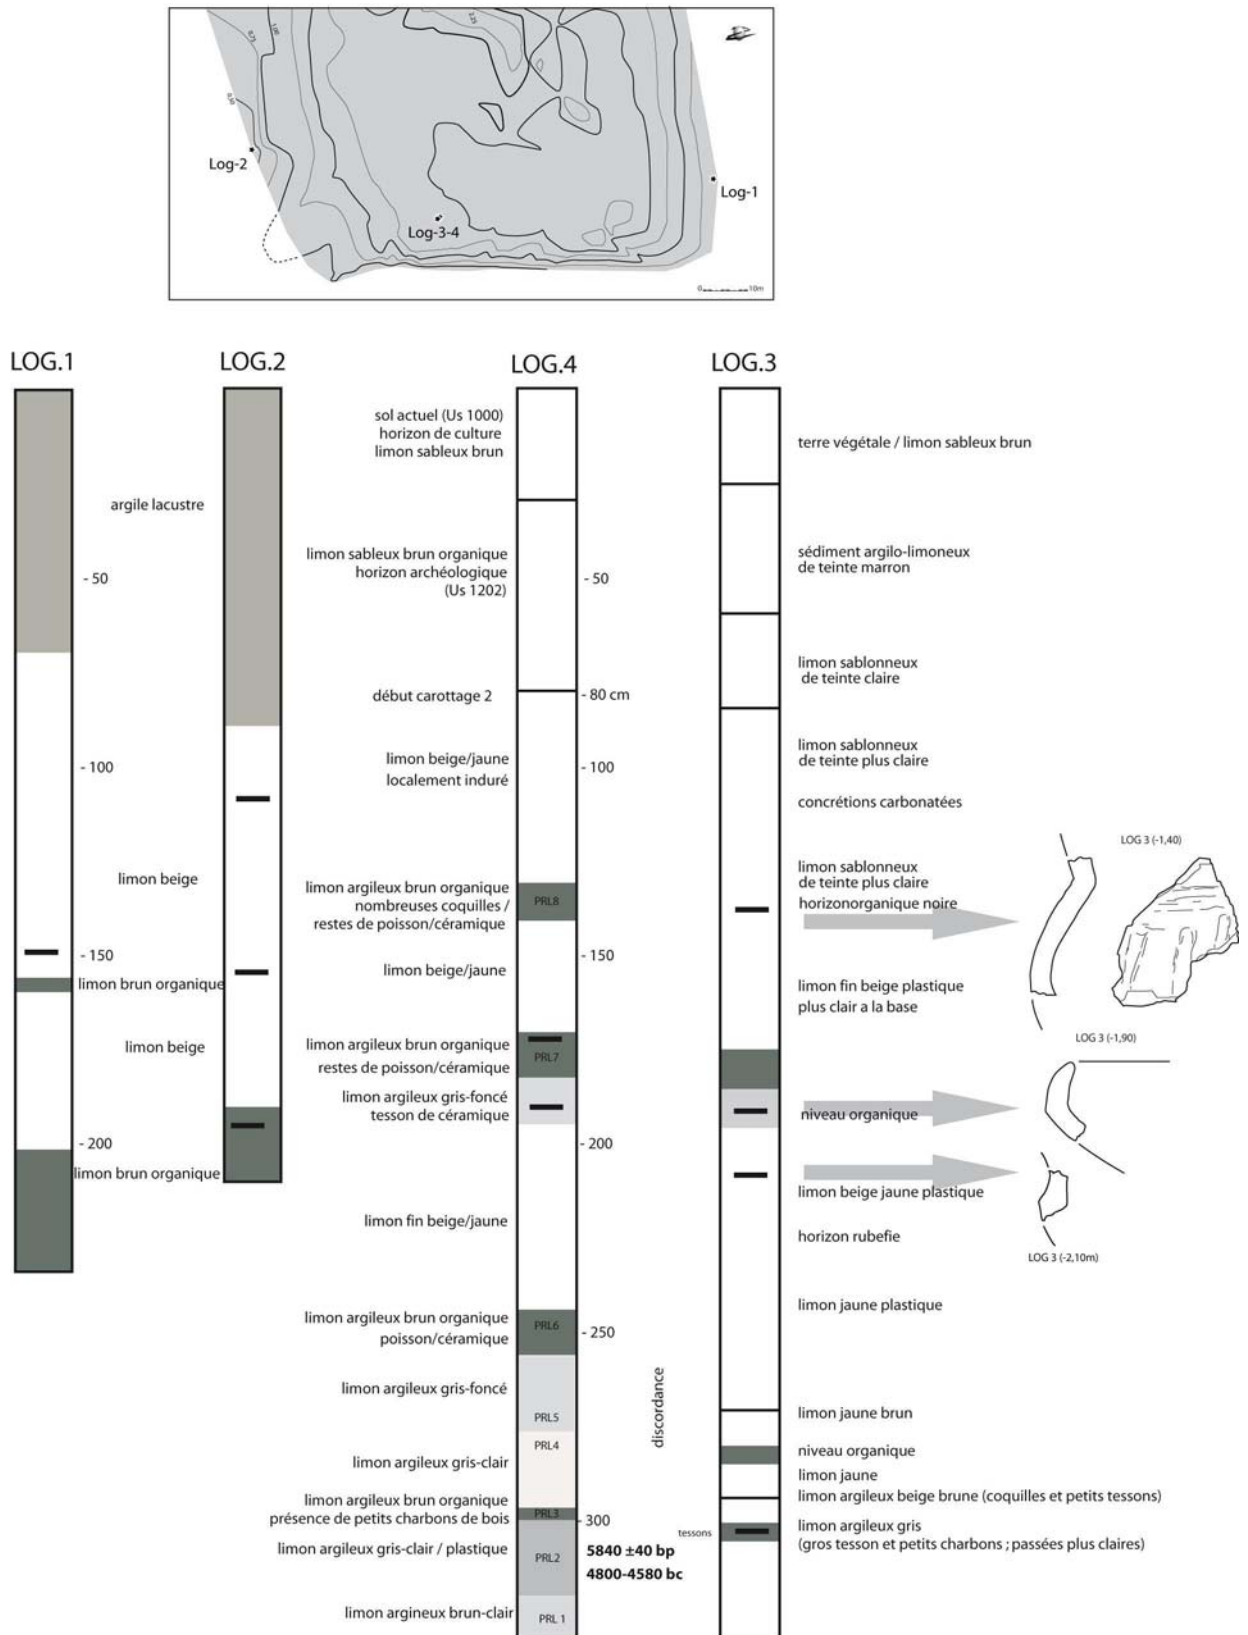 0,75
1,00
2,25
0,50
Log-2
Log-1
Log-3-4
0 10m
LOG.1
LOG.2
LOG.4
LOG.3
argile lacustre
- 50
- 100
limon beige
- 150
limon brun organique
limon beige
- 200
limon brun organique
sol actuel (Us 1000)
horizon de culture
limon sableux brun
limon sableux brun organique
horizon archéologique
(Us 1202)
début carottage 2
limon beige/jaune
localement induré
limon argileux brun organique
nombreuses coquilles /
restes de poisson/céramique
limon beige/jaune
limon argileux brun organique
restes de poisson/céramique
limon argileux gris-foncé
tesson de céramique
limon fin beige/jaune
limon argileux brun organique
poisson/céramique
limon argileux gris-foncé
limon argileux gris-clair
limon argileux brun organique
présence de petits charbons de bois
limon argileux gris-clair / plastique
limon argineux brun-clair
PRL8
PRL7
PRL6
PRL5
PRL4
PRL3
PRL2
PRL 1
- 50
- 80 cm
- 100
- 150
- 200
- 250
- 300
5840 ±40 bp
4800-4580 bc
discordance
tessons
terre végétale / limon sableux brun
sédiment argilo-limoneux
de teinte marron
limon sablonneux
de teinte claire
limon sablonneux
de teinte plus claire
concrétions carbonatées
limon sablonneux
de teinte plus claire
horizonorganique noire
limon fin beige plastique
plus clair a la base
niveau organique
limon beige jaune plastique
horizon rubefie
limon jaune plastique
limon jaune brun
niveau organique
limon jaune
limon argileux beige brune (coquilles et petits tessons)
limon argileux gris
(gros tesson et petits charbons ; passées plus claires)
LOG 3 (-1,40)
LOG 3 (-1,90)
LOG 3 (-2,10m)